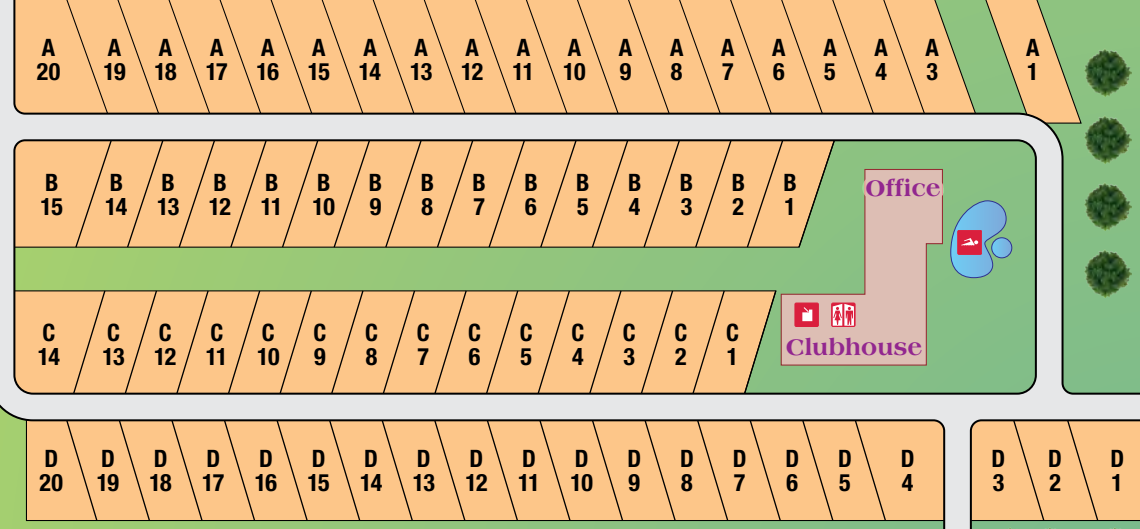 A A A A A A A A A A A A A A A A A A A
20 19 18 17 16 15 14 13 12 11 10 9 8 7 6 5 4 3 1
B B B B B B B B B B B B B B B
15 14 13 12 11 10 9 8 7 6 5 4 3 2 1
Office
C C C C C C C C C C C C C C
14 13 12 11 10 9 8 7 6 5 4 3 2 1
Clubhouse
D D D D D D D D D D D D D D D D D D D D
20 19 18 17 16 15 14 13 12 11 10 9 8 7 6 5 4 3 2 1